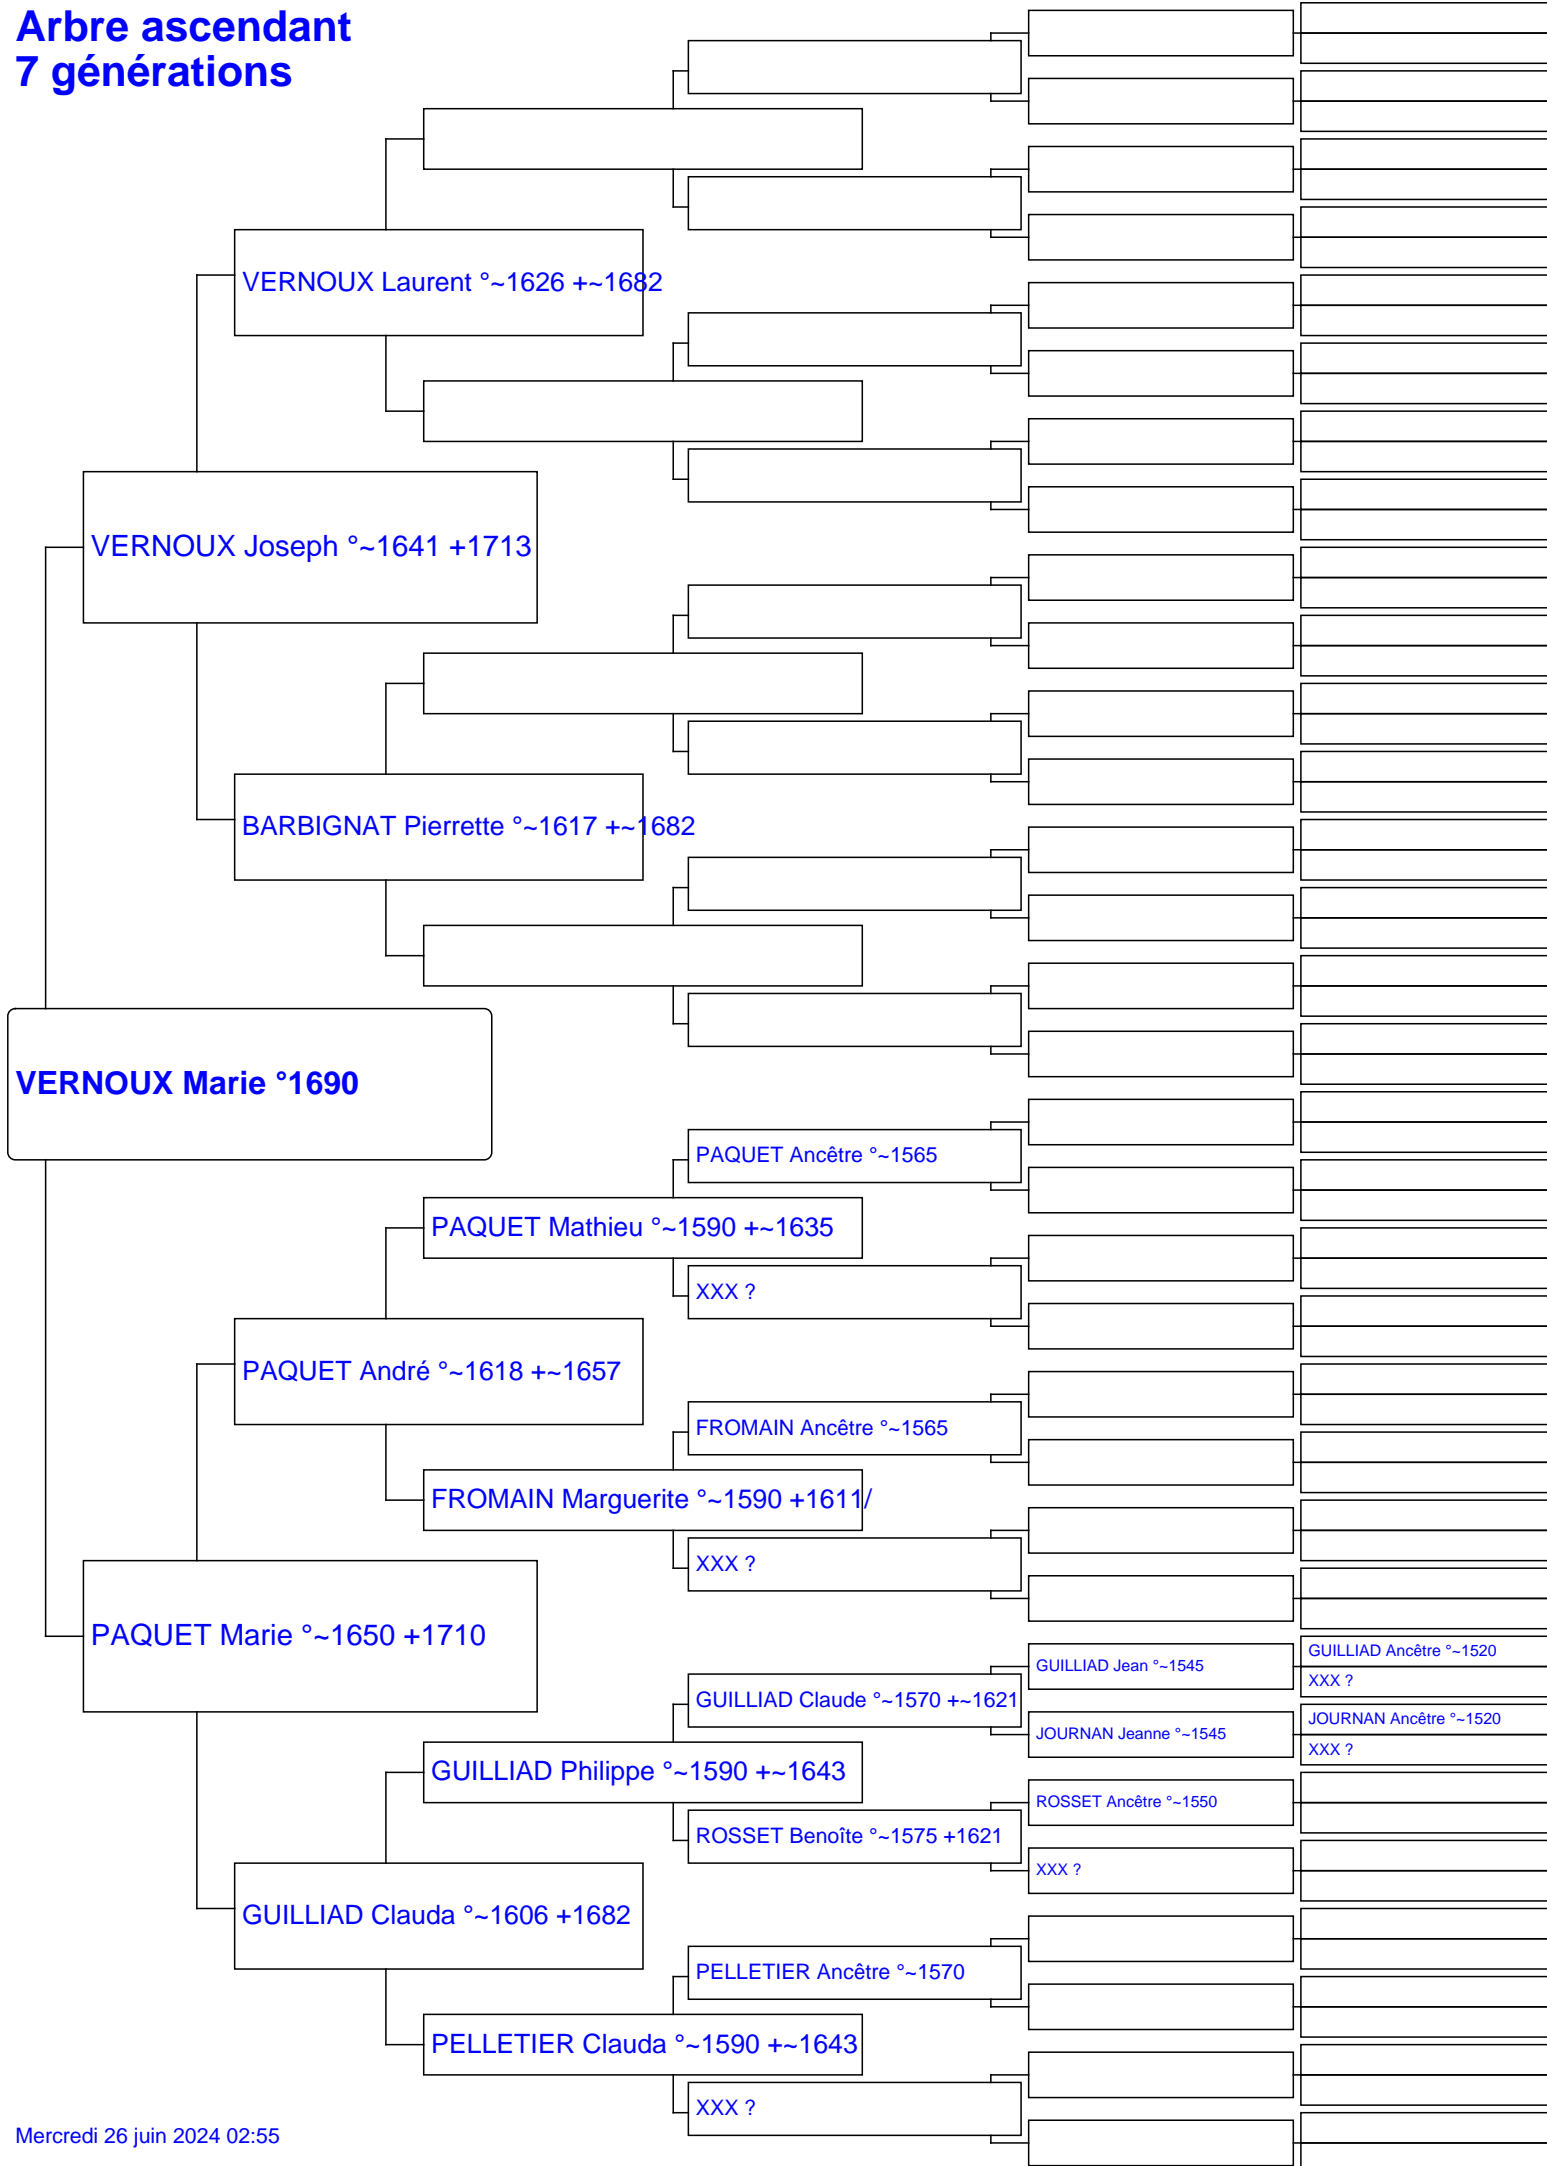 Arbre ascendant
7 générations
VERNOUX Laurent °~1626 +~1682
VERNOUX Joseph °~1641 +1713
BARBIGNAT Pierrette °~1617 +~1682
VERNOUX Marie °1690
PAQUET Ancêtre °~1565
PAQUET Mathieu °~1590 +~1635
XXX ?
PAQUET André °~1618 +~1657
FROMAIN Ancêtre °~1565
FROMAIN Marguerite °~1590 +1611/
XXX ?
PAQUET Marie °~1650 +1710
GUILLIAD Ancêtre °~1520
GUILLIAD Jean °~1545
XXX ?
GUILLIAD Claude °~1570 +~1621
JOURNAN Ancêtre °~1520
JOURNAN Jeanne °~1545
XXX ?
GUILLIAD Philippe °~1590 +~1643
ROSSET Ancêtre °~1550
ROSSET Benoîte °~1575 +1621
XXX ?
GUILLIAD Clauda °~1606 +1682
PELLETIER Ancêtre °~1570
PELLETIER Clauda °~1590 +~1643
XXX ?
Mercredi 26 juin 2024 02:55